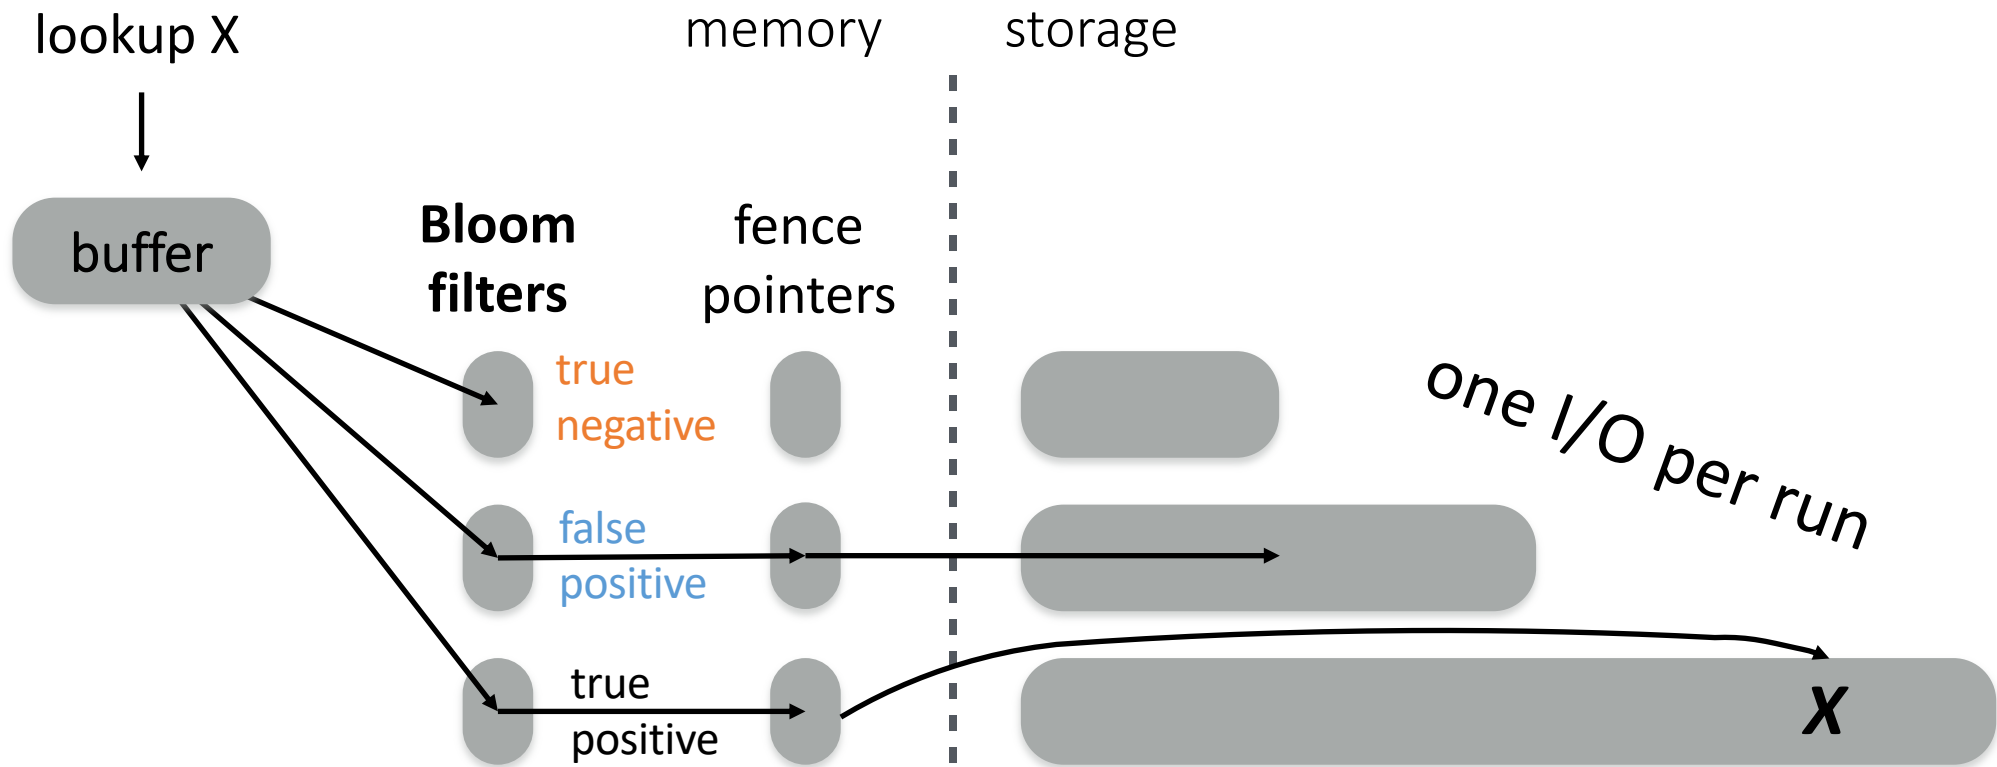 lookup X
memory
storage
buffer
Bloom
filters
fence
pointers
true
negative
one I/O per run
false
positive
true
positive
X